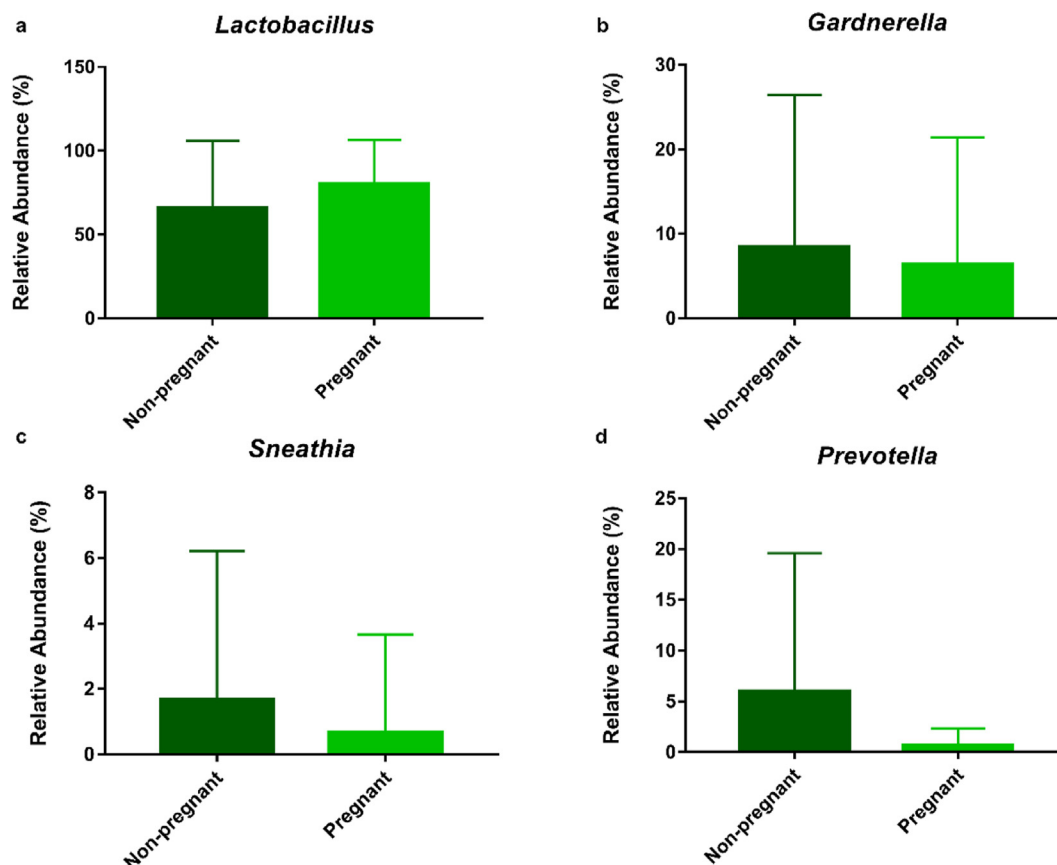 a
Lactobacillus
Relative Abundance (%)
150
100
50
0
Non-pregnant
Pregnant
b
Gardnerella
Relative Abundance (%)
30
20
10
0
Non-pregnant
Pregnant
c
Sneathia
Relative Abundance (%)
8
6
4
2
0
Non-pregnant
Pregnant
d
Prevotella
Relative Abundance (%)
25
20
15
10
5
0
Non-pregnant
Pregnant